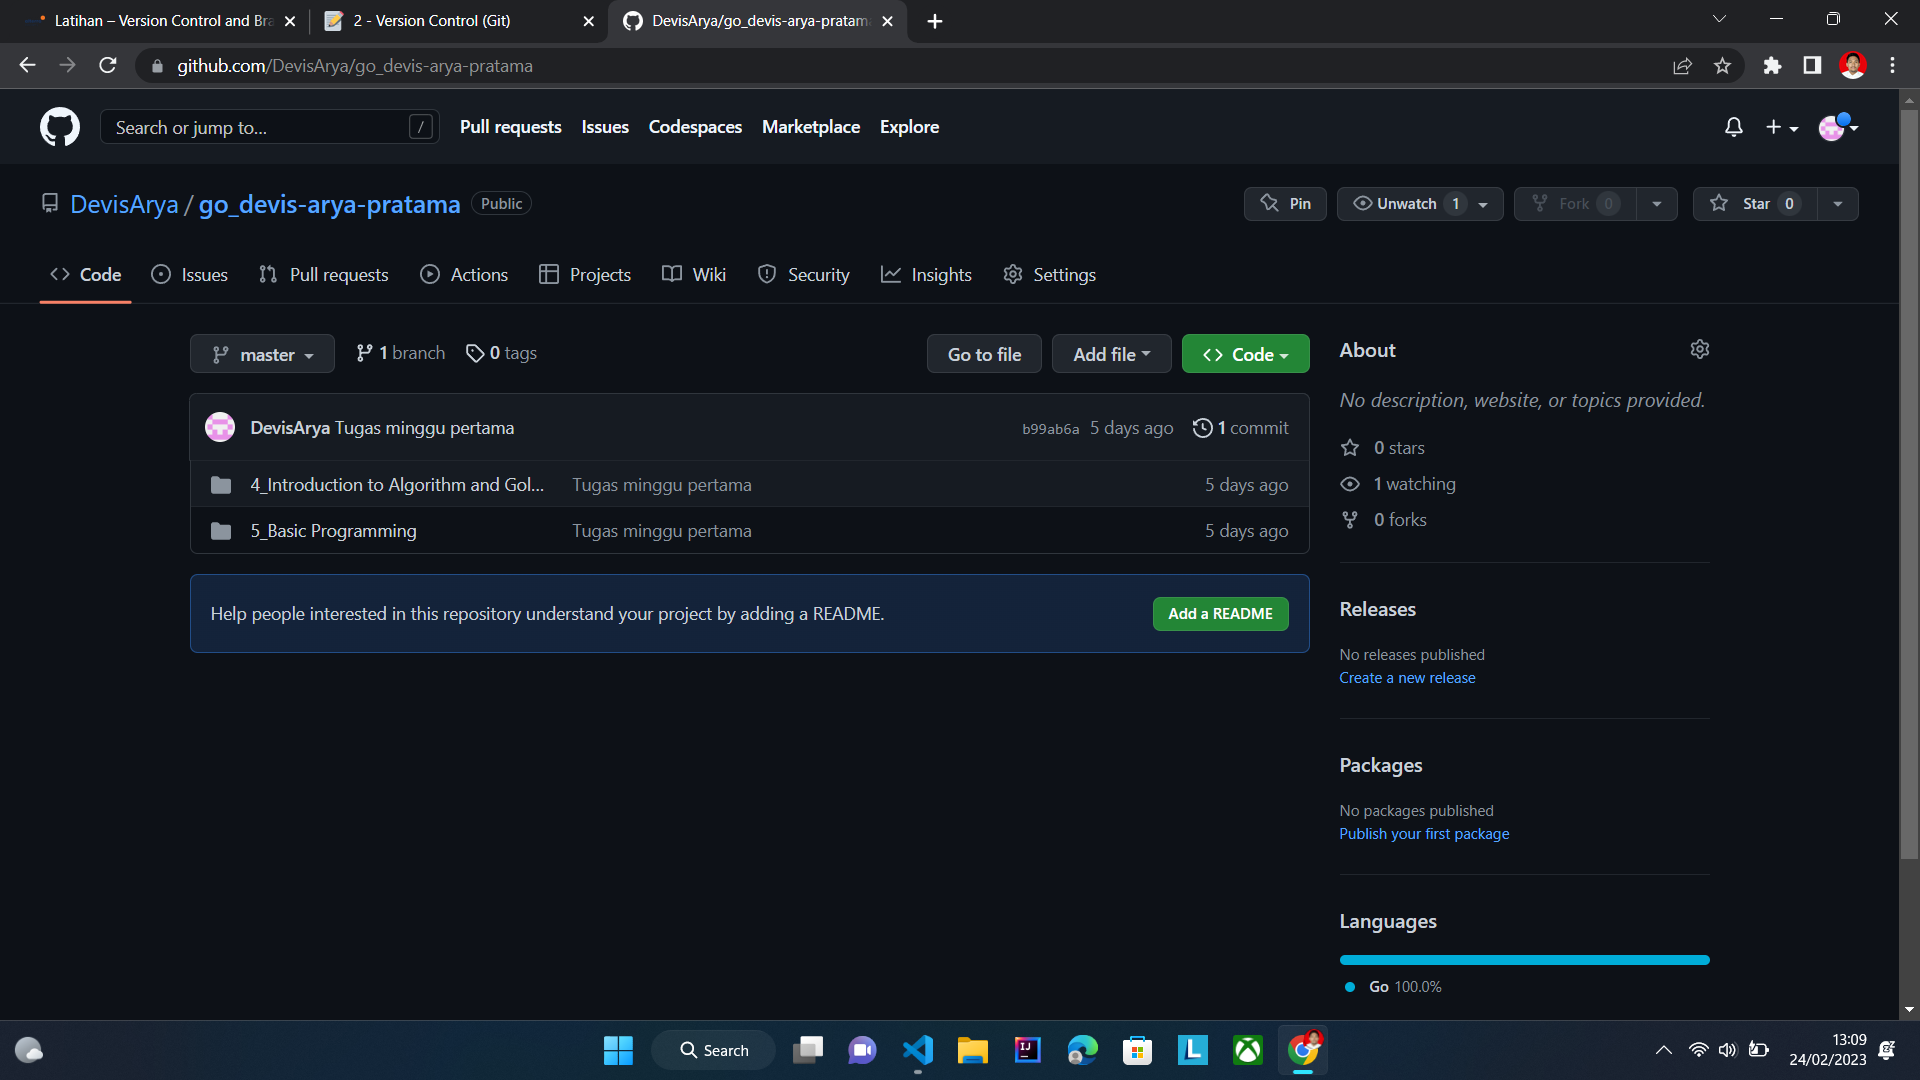 Latihan – Version Control and Bra
2 - Version Control (Git)
DevisArya/go_devis-arya-pratama
github.com/DevisArya/go_devis-arya-pratama
Search or jump to... /
Pull requests Issues Codespaces Marketplace Explore
DevisArya / go_devis-arya-pratama Public
Pin Unwatch 1 Fork 0 Star 0
Code Issues Pull requests Actions Projects Wiki Security Insights Settings
master 1 branch 0 tags Go to file Add file Code
DevisArya Tugas minggu pertama b99ab6a 5 days ago 1 commit
4_Introduction to Algorithm and Gol... Tugas minggu pertama 5 days ago
5_Basic Programming Tugas minggu pertama 5 days ago
Help people interested in this repository understand your project by adding a README. Add a README
About
No description, website, or topics provided.
0 stars
1 watching
0 forks
Releases
No releases published
Create a new release
Packages
No packages published
Publish your first package
Languages
Go 100.0%
Search
13:09
24/02/2023